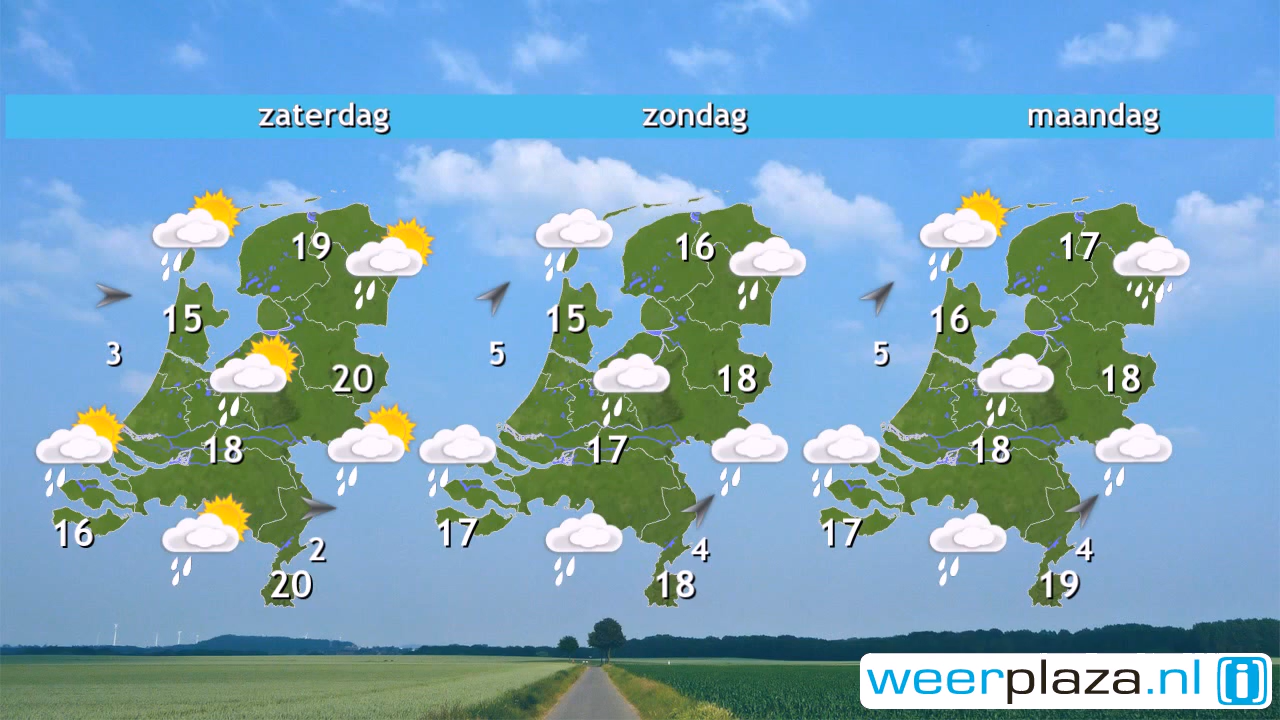 zaterdag zondag maandag
19 16 17
15 15 16
3 5 5
20 18 18
18 17 18
16 17 17
2 4 4
20 18 19
weerplaza.nl i